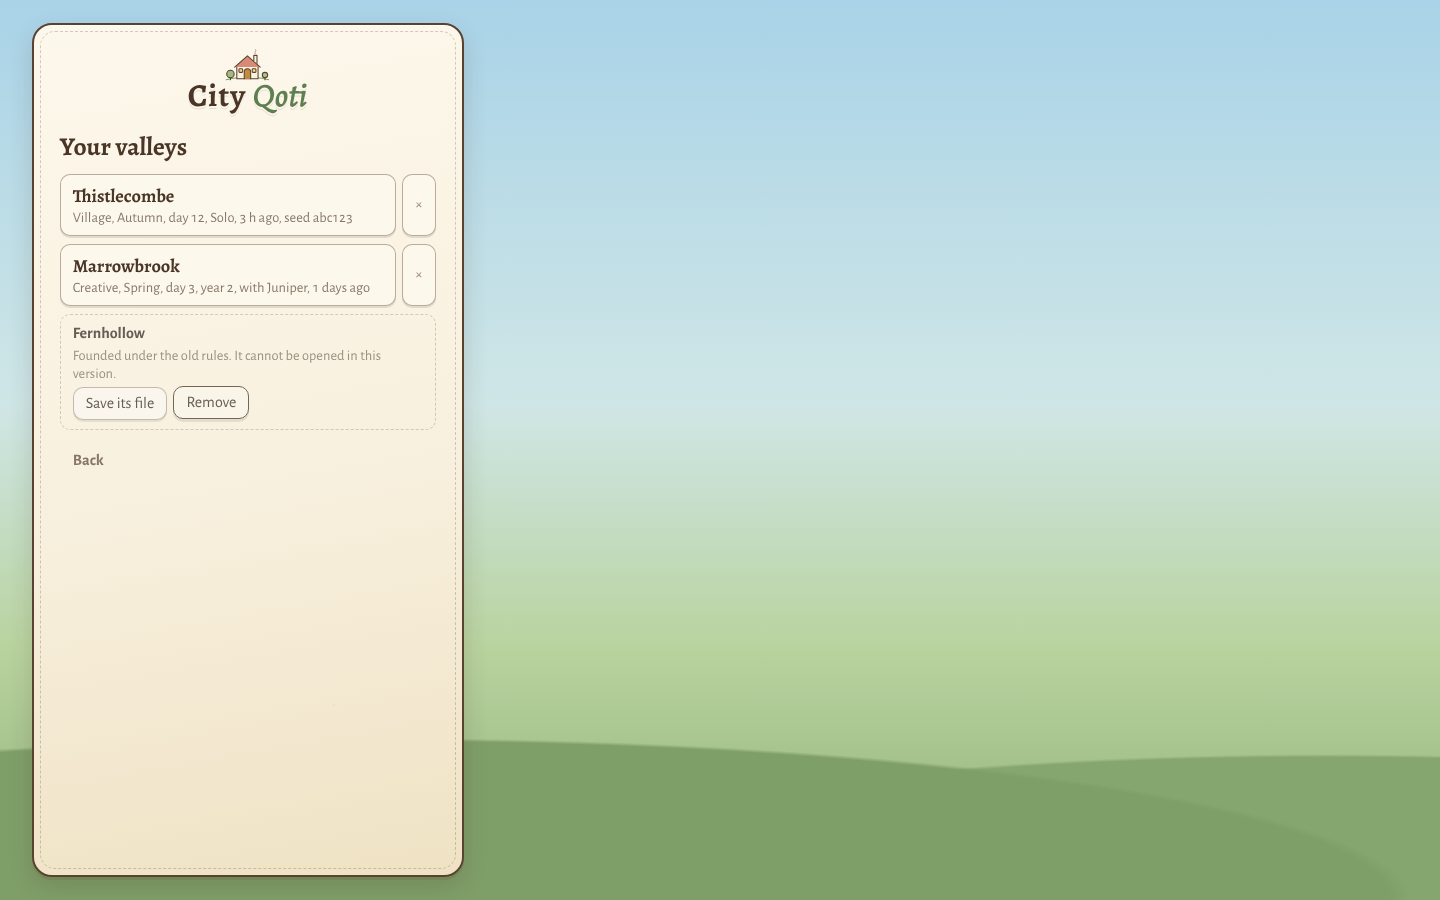 City Qoti
Your valleys
Thistlecombe
Village, Autumn, day 12, Solo, 3 h ago, seed abc123
×
Marrowbrook
Creative, Spring, day 3, year 2, with Juniper, 1 days ago
×
Fernhollow
Founded under the old rules. It cannot be opened in this
version.
Save its file
Remove
Back